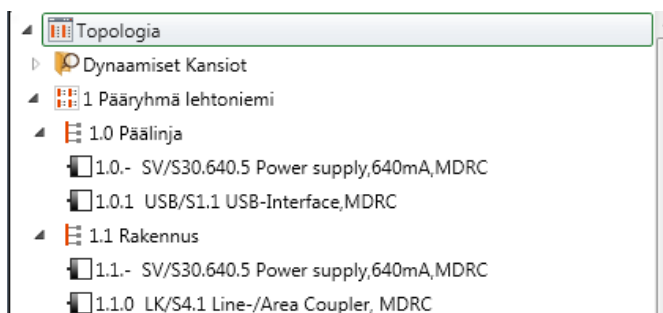 Topologia
Dynaamiset Kansiot
1 Pääryhmä lehtoniemi
1.0 Päälinja
1.0.- SV/S30.640.5 Power supply,640mA,MDRC
1.0.1 USB/S1.1 USB-Interface,MDRC
1.1 Rakennus
1.1.- SV/S30.640.5 Power supply,640mA,MDRC
1.1.0 LK/S4.1 Line-/Area Coupler, MDRC